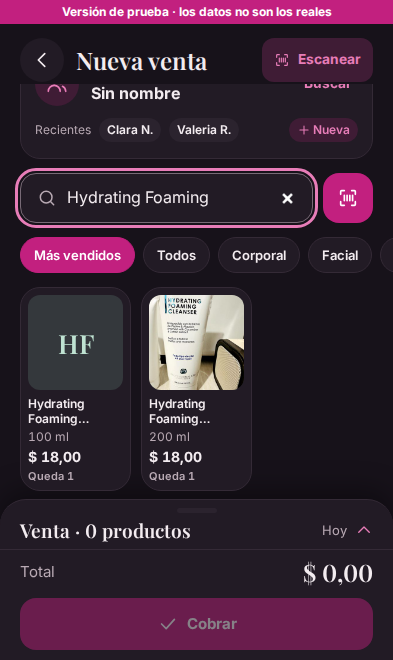 Versión de prueba · los datos no son los reales
Nueva venta
Escanear
Sin nombre
Buscar
Recientes
Clara N.
Valeria R.
+ Nueva
Hydrating Foaming
Más vendidos
Todos
Corporal
Facial
HF
HYDRATING
FOAMING
CLEANSER
Hydrating
Foaming...
100 ml
$ 18,00
Queda 1
Hydrating
Foaming...
200 ml
$ 18,00
Queda 1
Venta · 0 productos
Hoy
Total
$ 0,00
Cobrar